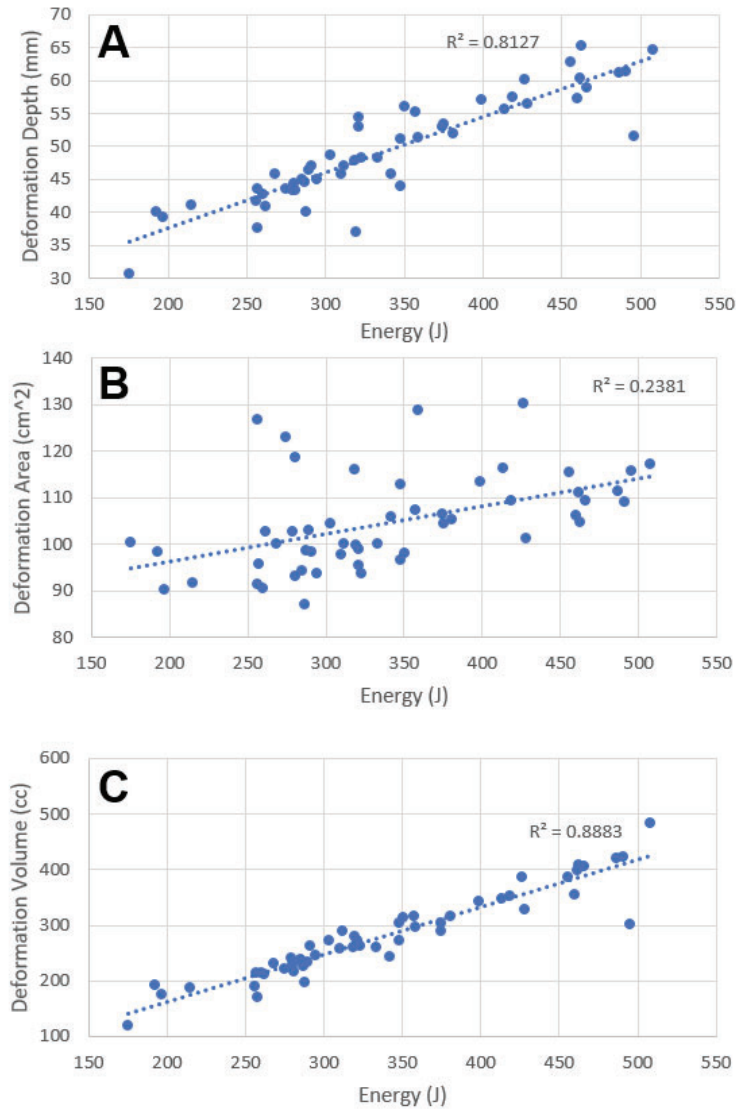 A
R² = 0.8127
Deformation Depth (mm)
70
65
60
55
50
45
40
35
30
150 200 250 300 350 400 450 500 550
Energy (J)
B
R² = 0.2381
Deformation Area (cm^2)
140
130
120
110
100
90
80
150 200 250 300 350 400 450 500 550
Energy (J)
C
R² = 0.8883
Deformation Volume (cc)
600
500
400
300
200
100
150 200 250 300 350 400 450 500 550
Energy (J)